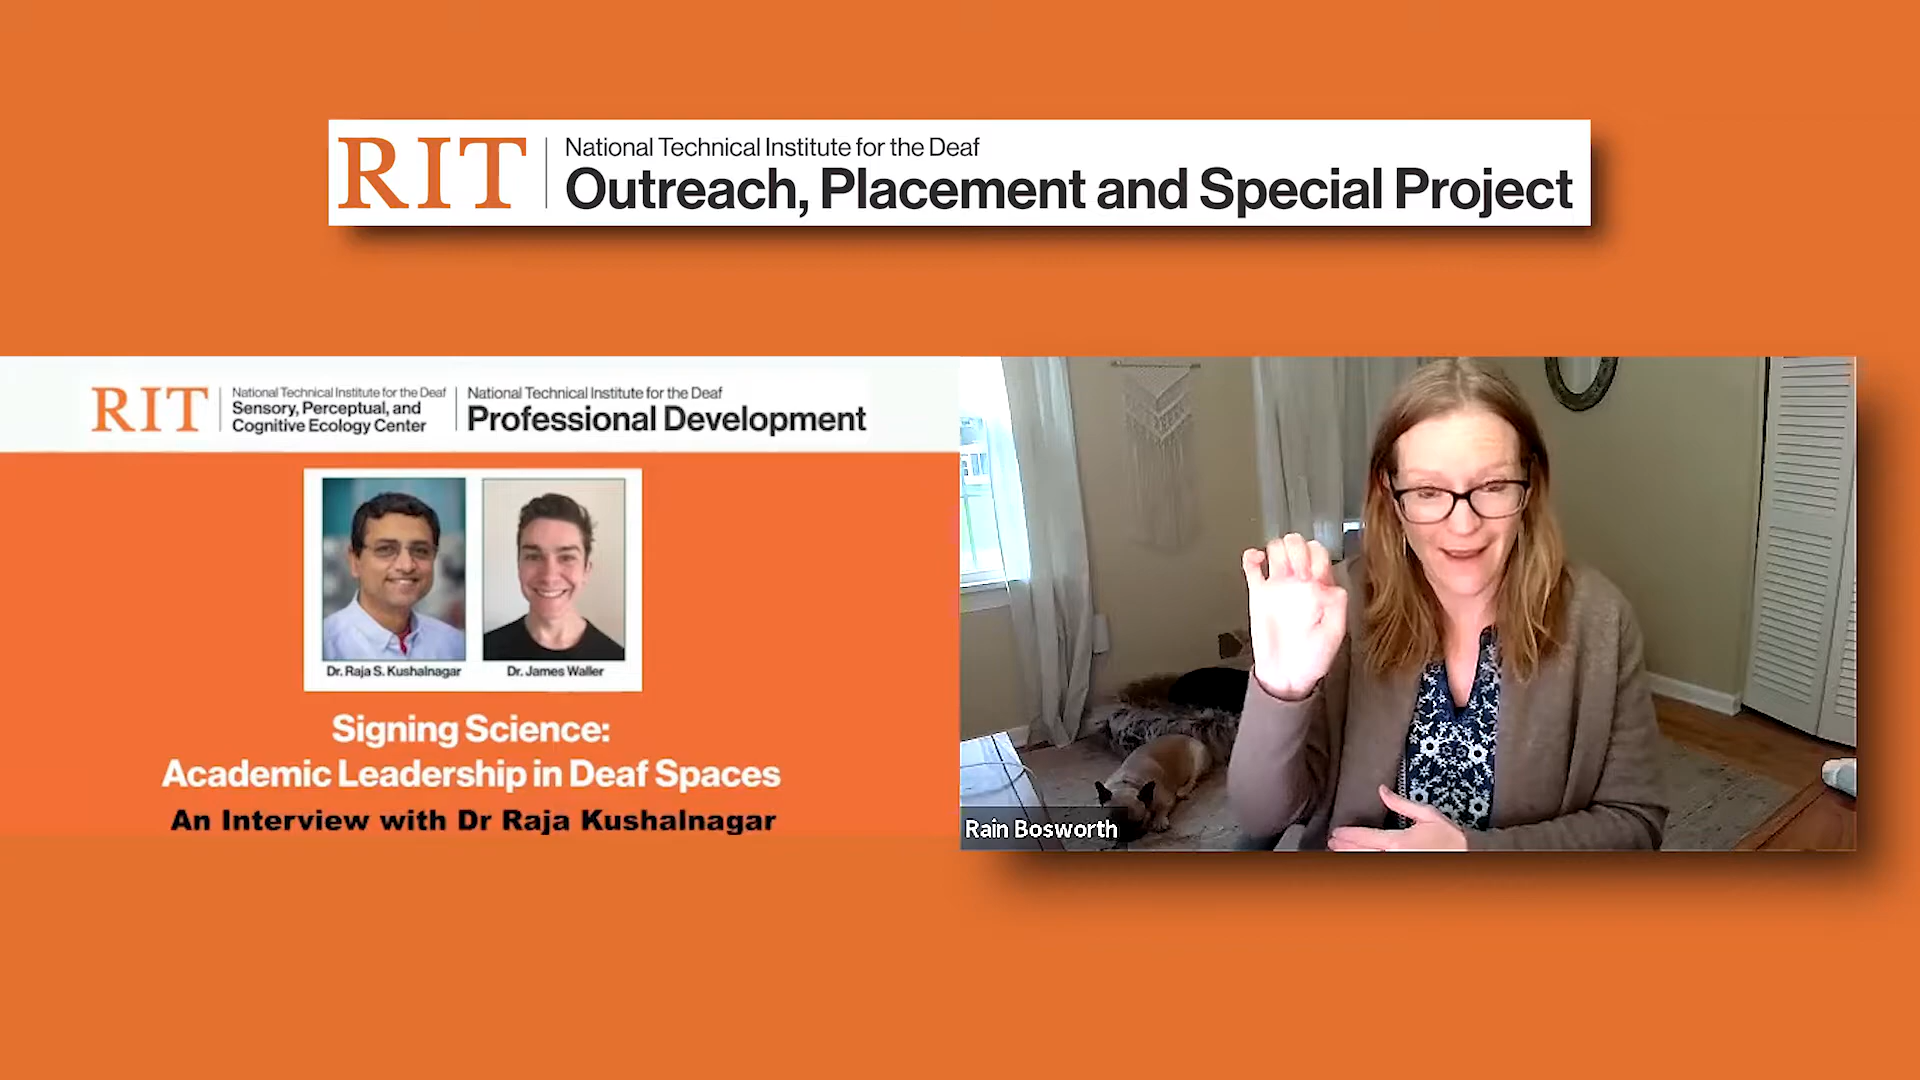 RIT
National Technical Institute for the Deaf
Outreach, Placement and Special Project
RIT
National Technical Institute for the Deaf
Sensory, Perceptual, and
Cognitive Ecology Center
National Technical Institute for the Deaf
Professional Development
Dr. Raja S. Kushalnagar
Dr. James Waller
Signing Science:
Academic Leadership in Deaf Spaces
An Interview with Dr Raja Kushalnagar
Rain Bosworth